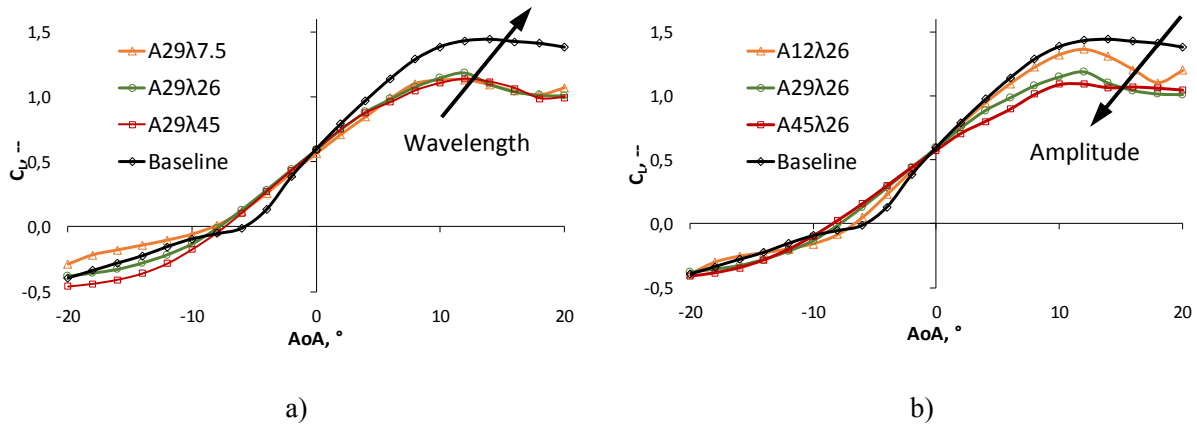 1,5
1,0
0,5
0,0
-0,5
C_L, --
A29λ7.5
A29λ26
A29λ45
Baseline
Wavelength
-20
-10
0
10
20
AoA, °
a)
1,5
1,0
0,5
0,0
-0,5
C_L, --
A12λ26
A29λ26
A45λ26
Baseline
Amplitude
-20
-10
0
10
20
AoA, °
b)